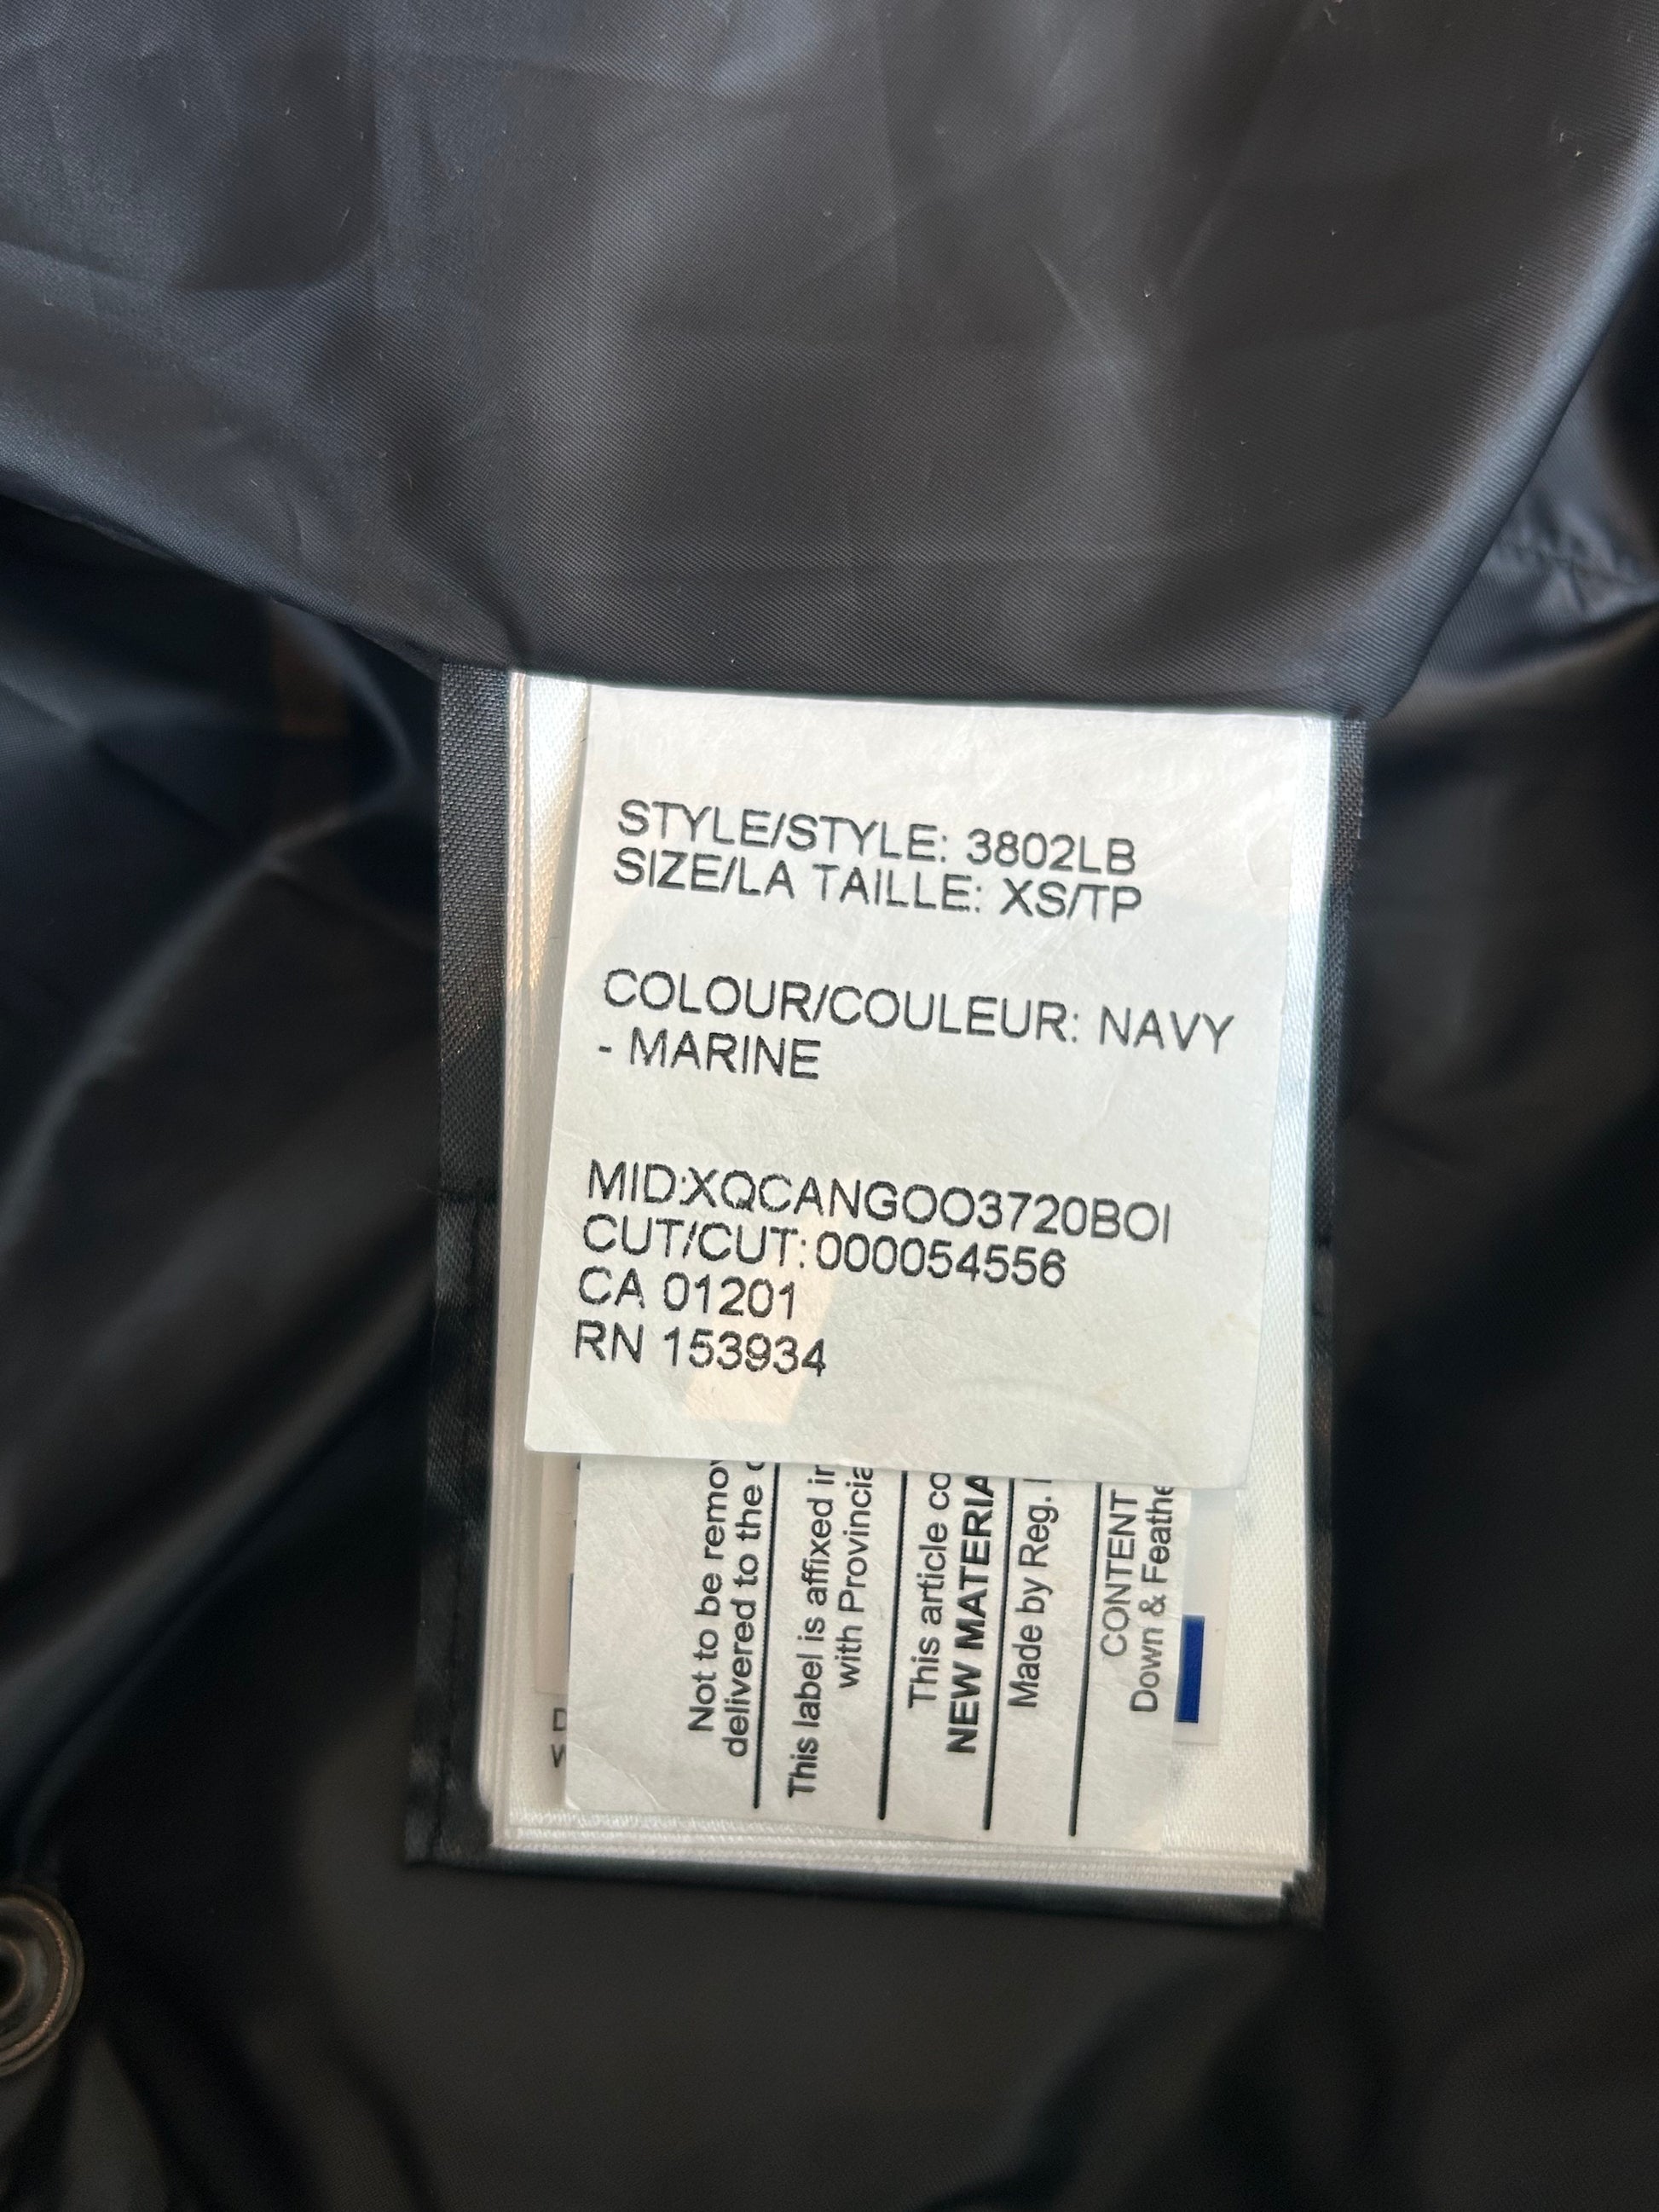 STYLE/STYLE: 3802LB
SIZE/LA TAILLE: XS/TP
COLOUR/COULEUR: NAVY
- MARINE
MID:XQCANGOO3720BOI
CUT/CUT:000054556
CA 01201
RN 153934
Not to be remov
delivered to the
This label is affixed in
with Provincia
This article co
NEW MATERIA
Made by Reg.
CONTENT
Down & Feathe